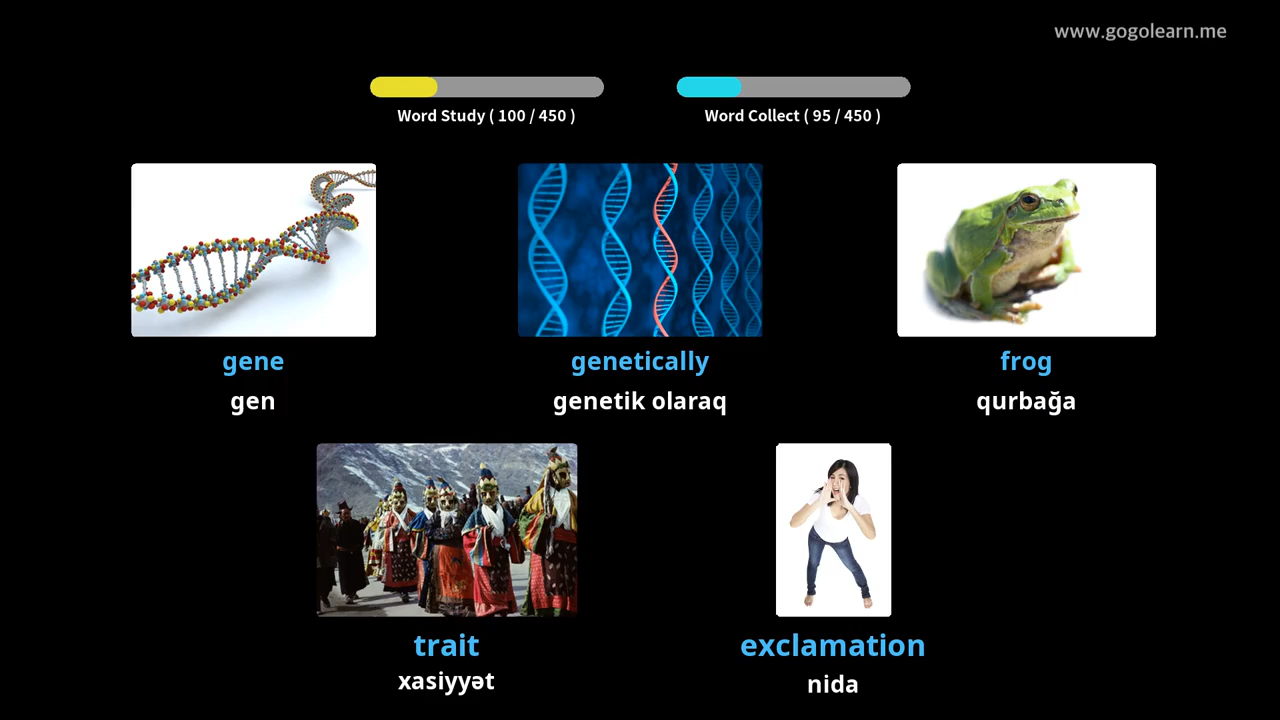 www.gogolearn.me
Word Study ( 100 / 450 )
Word Collect ( 95 / 450 )
gene
gen
genetically
genetik olaraq
frog
qurbağa
trait
xasiyyət
exclamation
nida